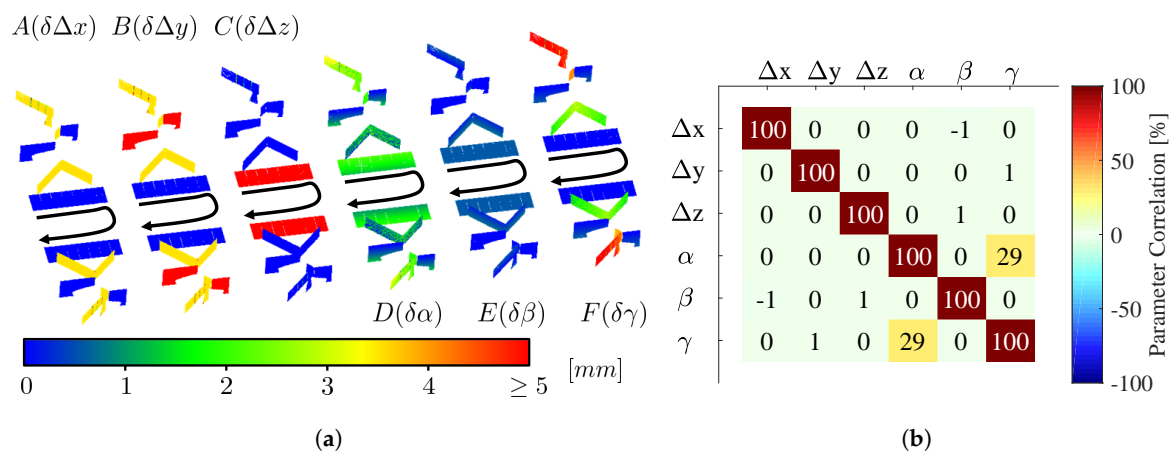 A(δΔx) B(δΔy) C(δΔz)
D(δα) E(δβ) F(δγ)
0 1 2 3 4 ≥ 5 [mm]
(a)
Δx Δy Δz α β γ
Δx 100 0 0 0 -1 0
Δy 0 100 0 0 0 1
Δz 0 0 100 0 1 0
α 0 0 0 100 0 29
β -1 0 1 0 100 0
γ 0 1 0 29 0 100
100
50
0
-50
-100
Parameter Correlation [%]
(b)